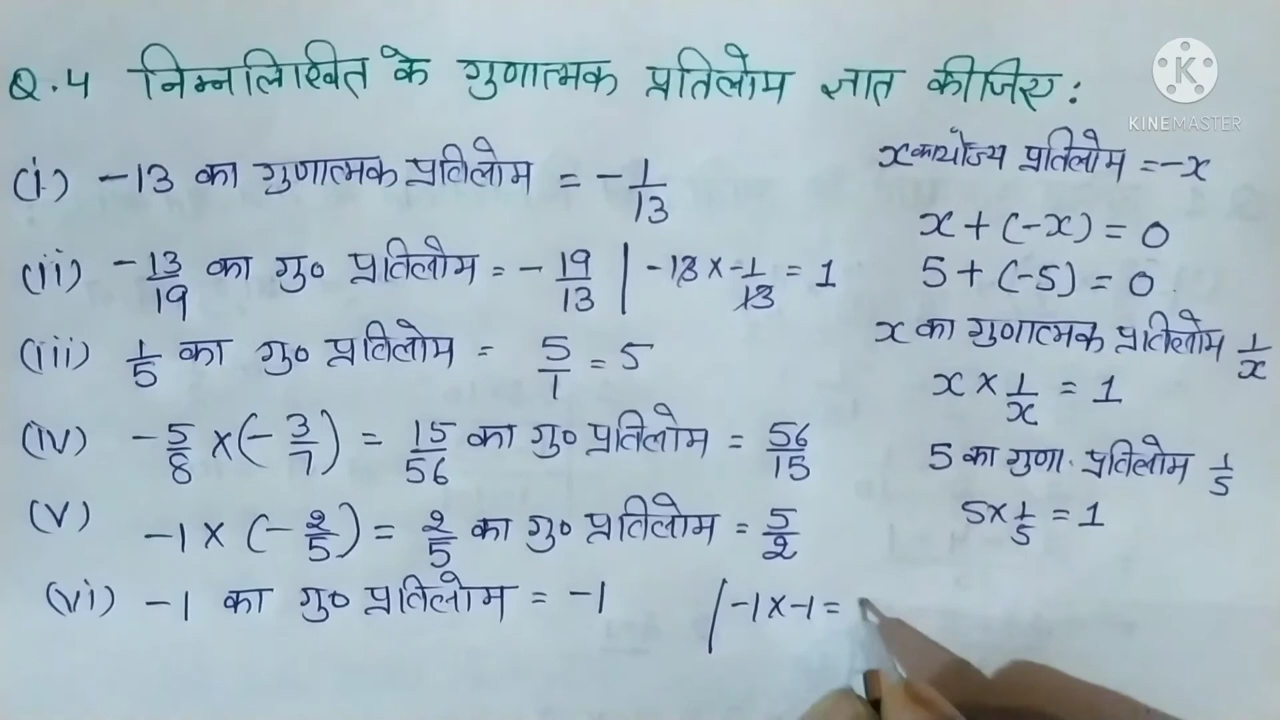 Q.4 निम्नलिखित के गुणात्मक प्रतिलोम ज्ञात कीजिए :
KINEMASTER
(i) -13 का गुणात्मक प्रतिलोम = -1/13
(ii) -13/19 का गु० प्रतिलोम = -19/13 | -13 × -1/13 = 1
(iii) 1/5 का गु० प्रतिलोम = 5/1 = 5
(iv) -5/8 × (-3/7) = 15/56 का गु० प्रतिलोम = 56/15
(v) -1 × (-2/5) = 2/5 का गु० प्रतिलोम = 5/2
(vi) -1 का गु० प्रतिलोम = -1 | -1 × -1 =
x का योज्य प्रतिलोम = -x
x + (-x) = 0
5 + (-5) = 0
x का गुणात्मक प्रतिलोम 1/x
x × 1/x = 1
5 का गुणा. प्रतिलोम 1/5
5 × 1/5 = 1